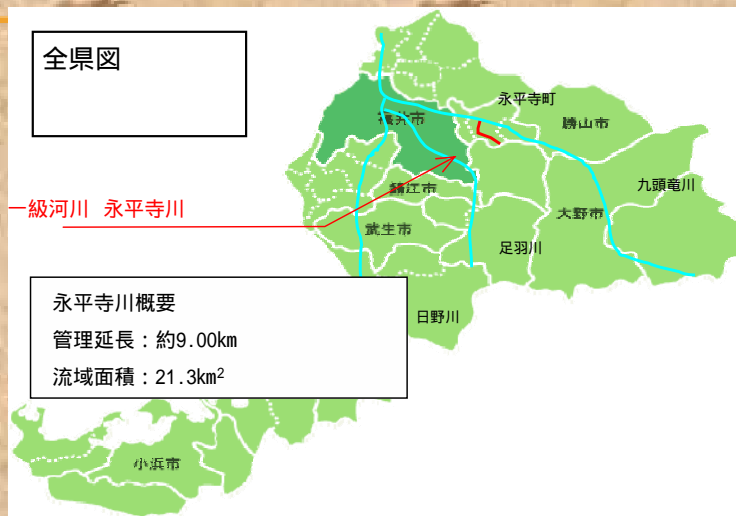 全県図
永平寺町
福井市
勝山市
九頭竜川
鯖江市
大野市
一級河川 永平寺川
武生市
足羽川
永平寺川概要
管理延長：約9.00km
流域面積：21.3km²
日野川
小浜市